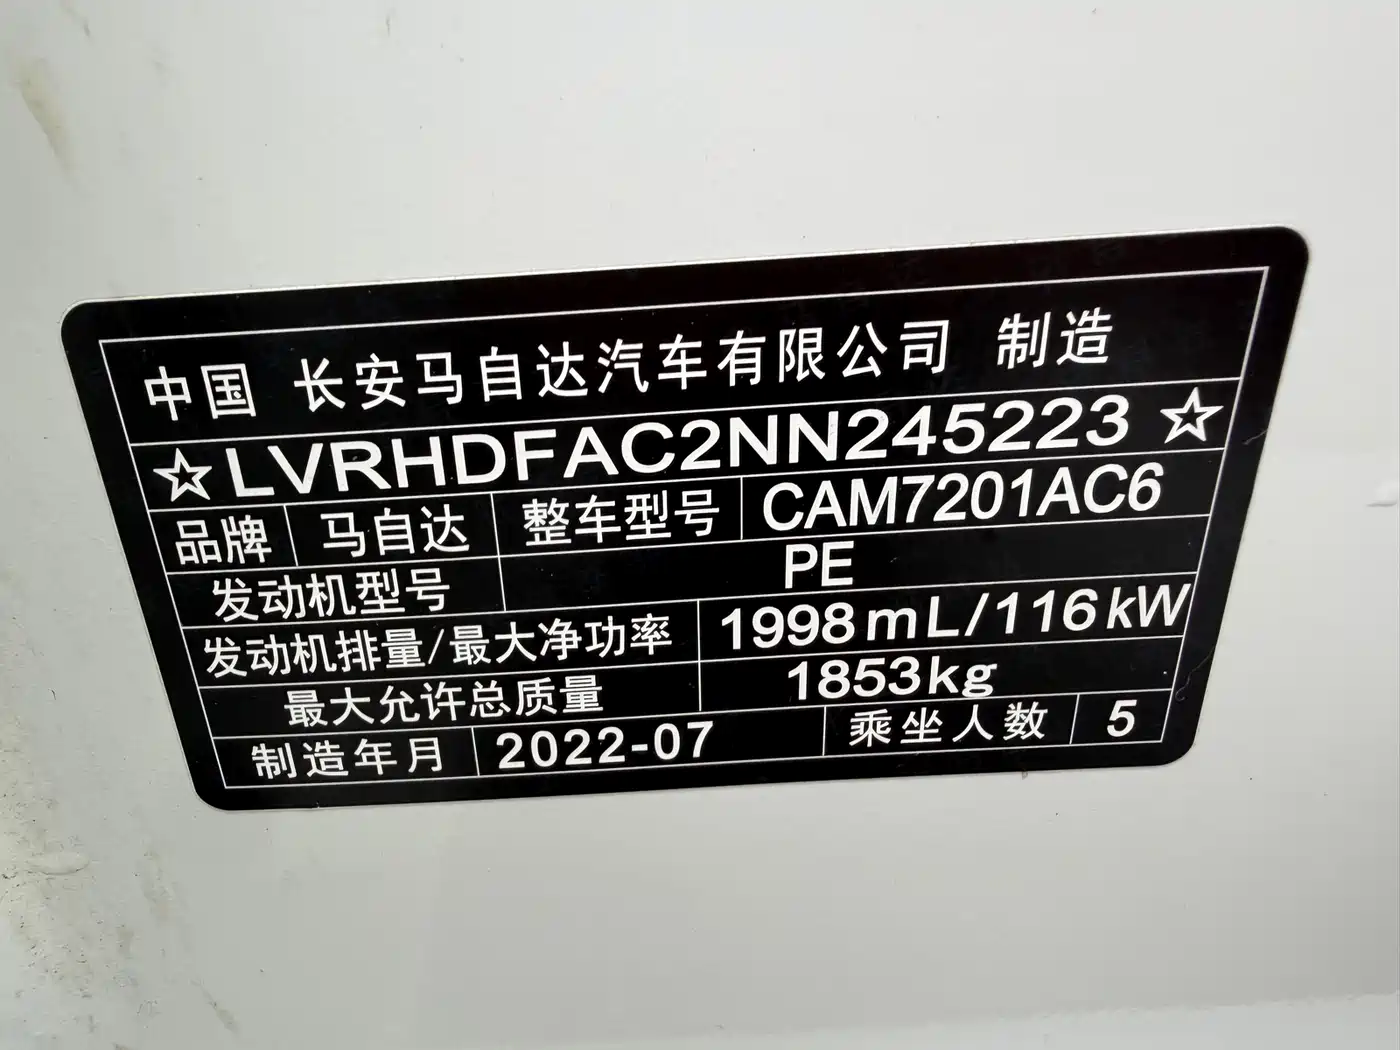 中国 长安马自达汽车有限公司 制造
☆LVRHDFAC2NN245223☆
品牌 马自达 整车型号 CAM7201AC6
发动机型号 PE
发动机排量/最大净功率 1998mL/116kW
最大允许总质量 1853kg
制造年月 2022-07 乘坐人数 5